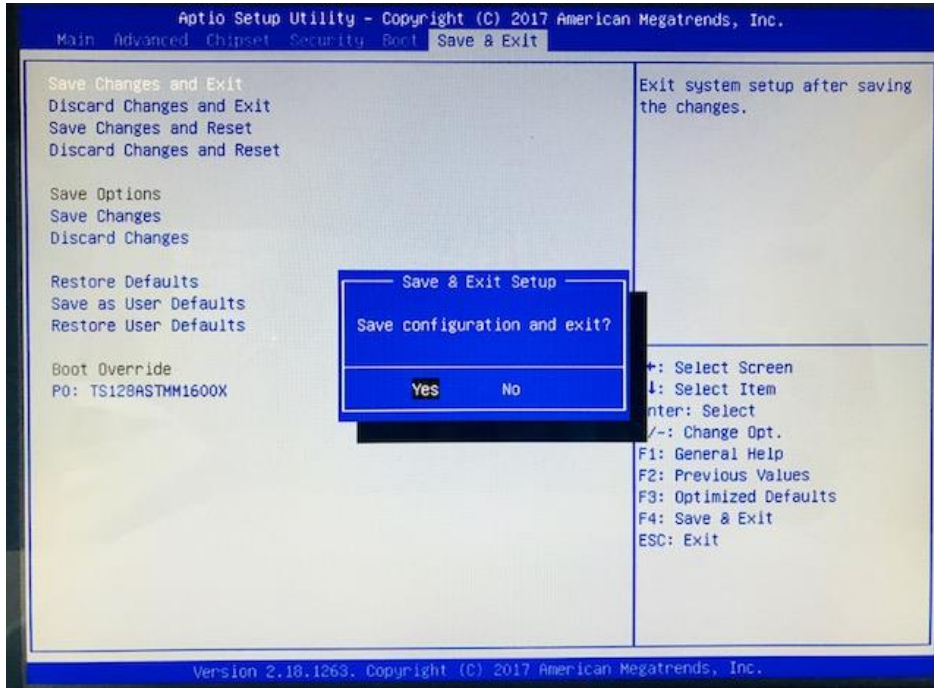 Aptio Setup Utility - Copyright (C) 2017 American Megatrends, Inc.
Main Advanced Chipset Security Boot Save & Exit
Save Changes and Exit
Discard Changes and Exit
Save Changes and Reset
Discard Changes and Reset
Save Options
Save Changes
Discard Changes
Restore Defaults
Save as User Defaults
Restore User Defaults
Boot Override
P0: TS128ASTMM1600X
Exit system setup after saving
the changes.
Save & Exit Setup
Save configuration and exit?
Yes No
: Select Screen
: Select Item
nter: Select
/-: Change Opt.
F1: General Help
F2: Previous Values
F3: Optimized Defaults
F4: Save & Exit
ESC: Exit
Version 2.18.1263. Copyright (C) 2017 American Megatrends, Inc.